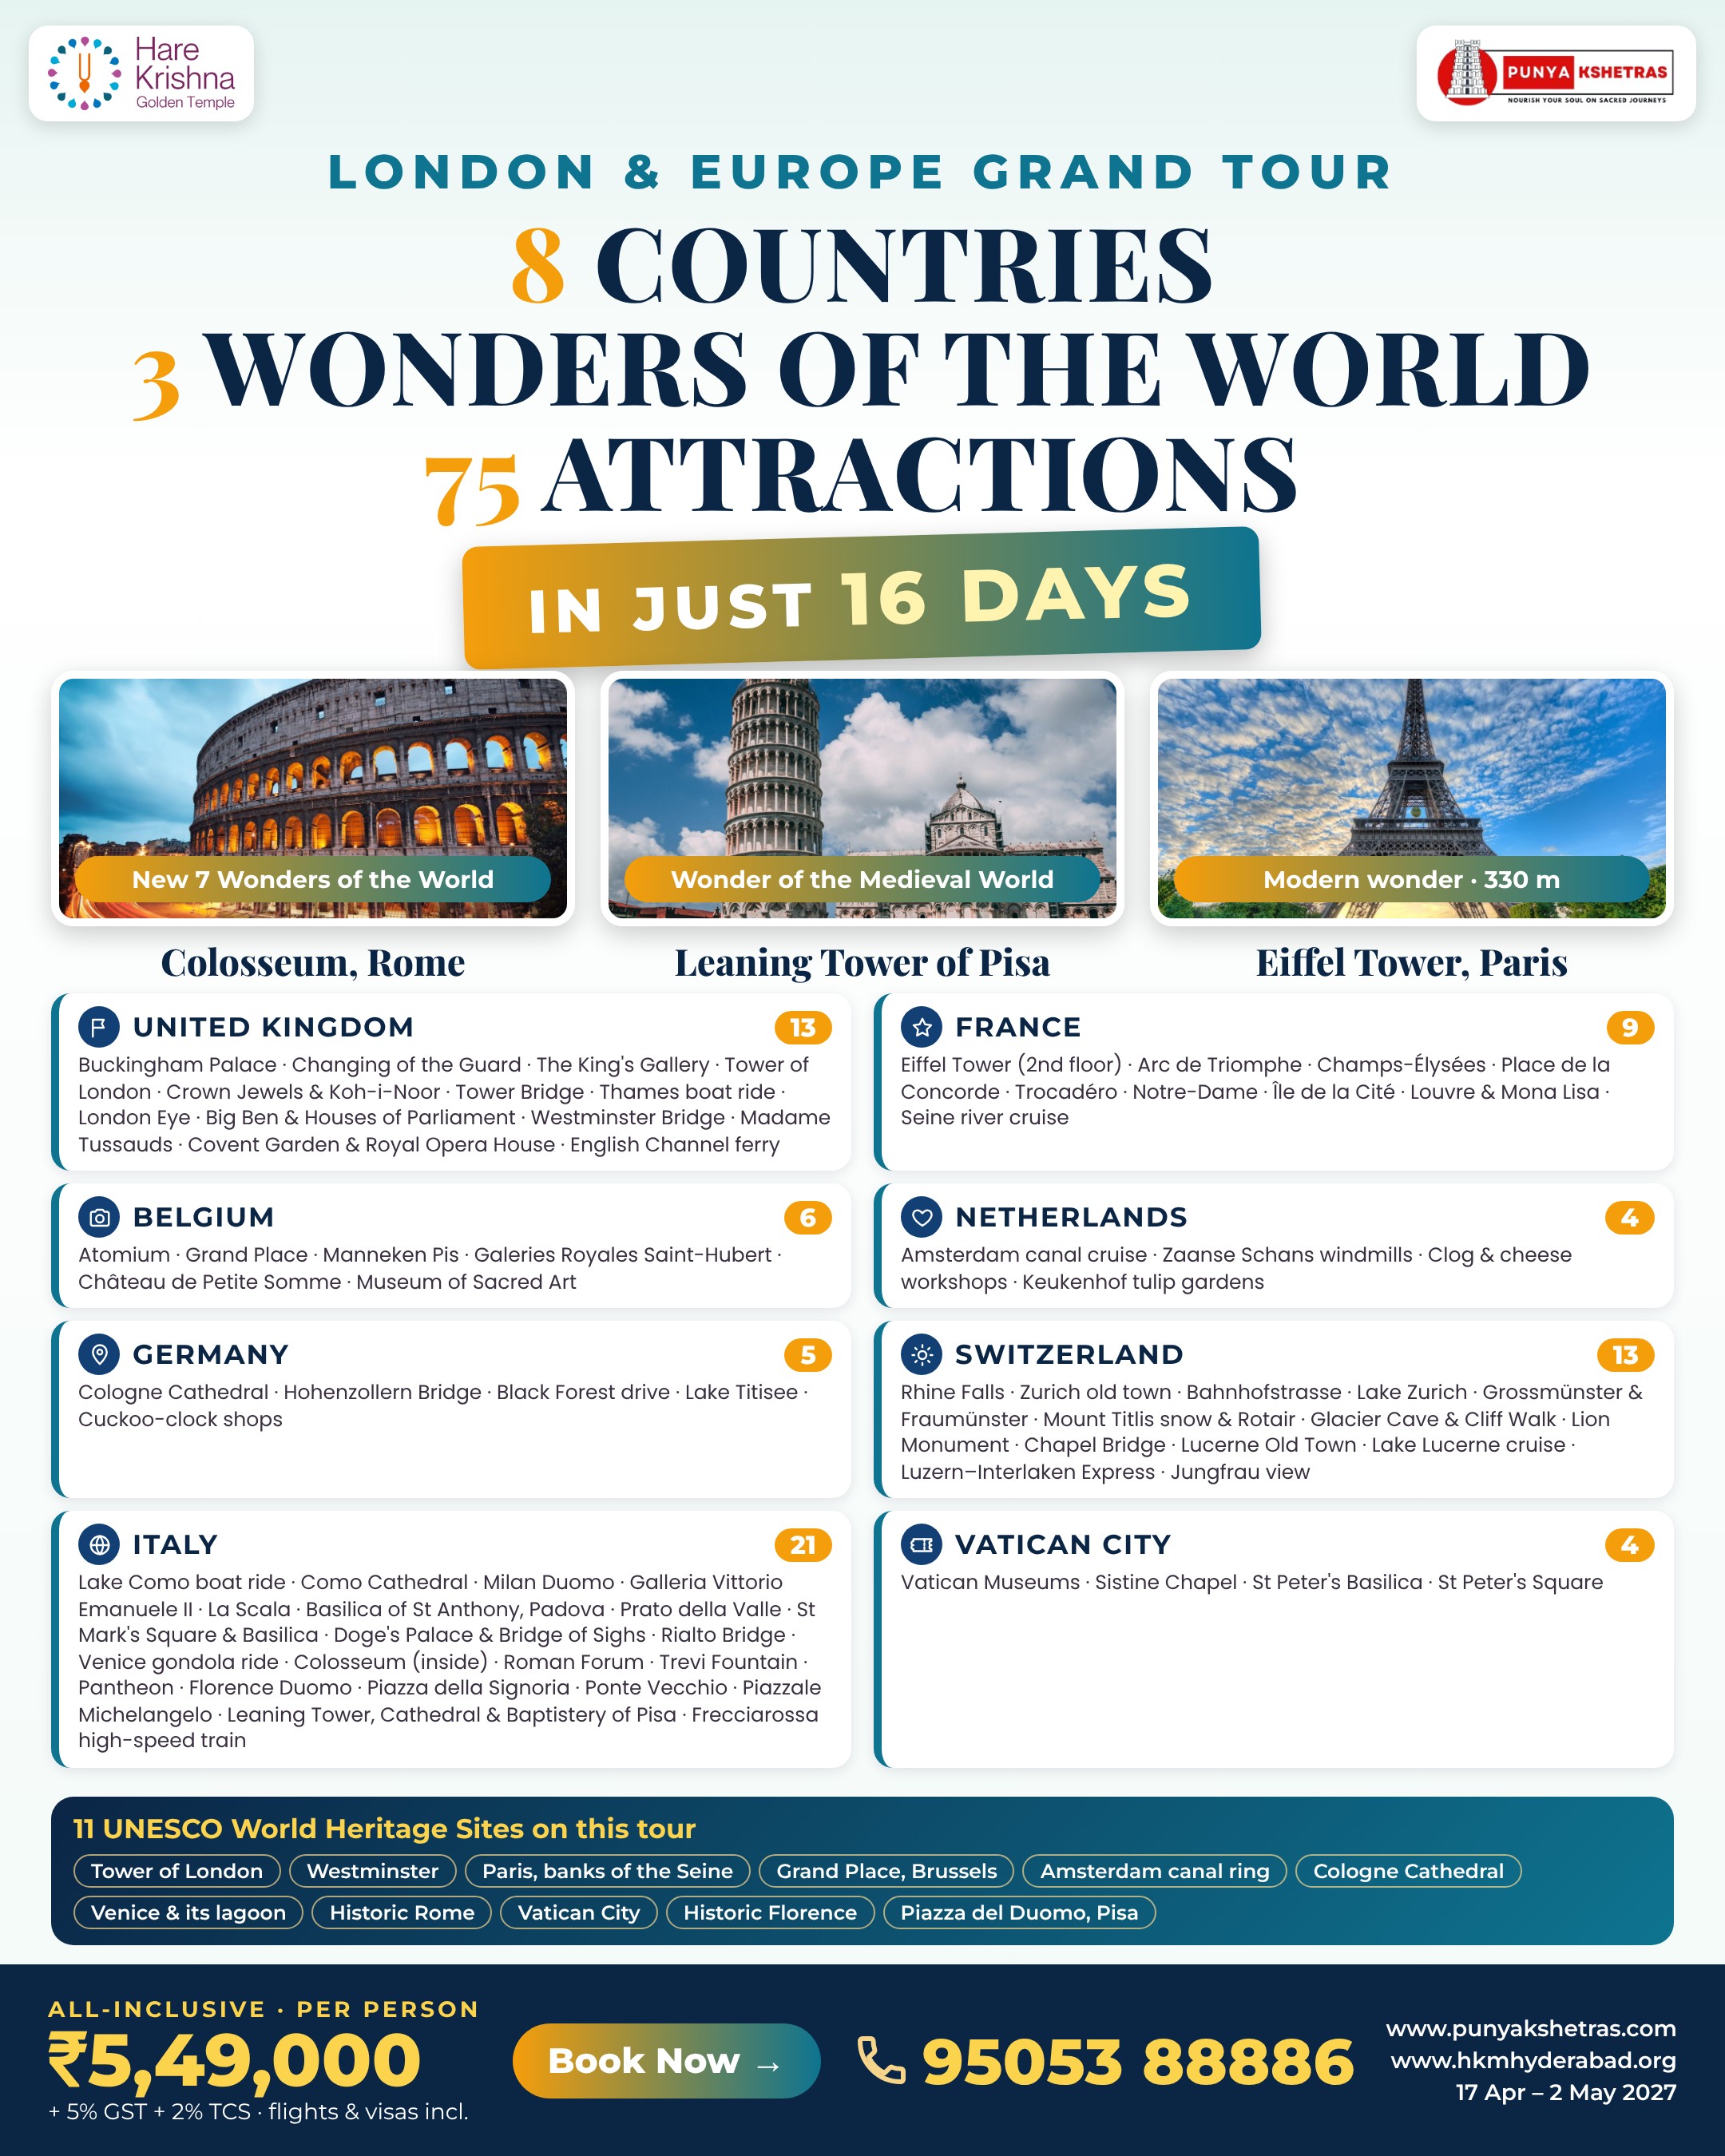 Hare
Krishna
Golden Temple
PUNYA KSHETRAS
NOURISH YOUR SOUL ON SACRED JOURNEYS
LONDON & EUROPE GRAND TOUR
8 COUNTRIES
3 WONDERS OF THE WORLD
75 ATTRACTIONS
IN JUST 16 DAYS
New 7 Wonders of the World
Colosseum, Rome
Wonder of the Medieval World
Leaning Tower of Pisa
Modern wonder · 330 m
Eiffel Tower, Paris
UNITED KINGDOM 13
Buckingham Palace · Changing of the Guard · The King's Gallery · Tower of
London · Crown Jewels & Koh-i-Noor · Tower Bridge · Thames boat ride ·
London Eye · Big Ben & Houses of Parliament · Westminster Bridge · Madame
Tussauds · Covent Garden & Royal Opera House · English Channel ferry
FRANCE 9
Eiffel Tower (2nd floor) · Arc de Triomphe · Champs-Élysées · Place de la
Concorde · Trocadéro · Notre-Dame · Île de la Cité · Louvre & Mona Lisa ·
Seine river cruise
BELGIUM 6
Atomium · Grand Place · Manneken Pis · Galeries Royales Saint-Hubert ·
Château de Petite Somme · Museum of Sacred Art
NETHERLANDS 4
Amsterdam canal cruise · Zaanse Schans windmills · Clog & cheese
workshops · Keukenhof tulip gardens
GERMANY 5
Cologne Cathedral · Hohenzollern Bridge · Black Forest drive · Lake Titisee ·
Cuckoo-clock shops
SWITZERLAND 13
Rhine Falls · Zurich old town · Bahnhofstrasse · Lake Zurich · Grossmünster &
Fraumünster · Mount Titlis snow & Rotair · Glacier Cave & Cliff Walk · Lion
Monument · Chapel Bridge · Lucerne Old Town · Lake Lucerne cruise ·
Luzern–Interlaken Express · Jungfrau view
ITALY 21
Lake Como boat ride · Como Cathedral · Milan Duomo · Galleria Vittorio
Emanuele II · La Scala · Basilica of St Anthony, Padova · Prato della Valle · St
Mark's Square & Basilica · Doge's Palace & Bridge of Sighs · Rialto Bridge ·
Venice gondola ride · Colosseum (inside) · Roman Forum · Trevi Fountain ·
Pantheon · Florence Duomo · Piazza della Signoria · Ponte Vecchio · Piazzale
Michelangelo · Leaning Tower, Cathedral & Baptistery of Pisa · Frecciarossa
high-speed train
VATICAN CITY 4
Vatican Museums · Sistine Chapel · St Peter's Basilica · St Peter's Square
11 UNESCO World Heritage Sites on this tour
Tower of London Westminster Paris, banks of the Seine Grand Place, Brussels Amsterdam canal ring Cologne Cathedral
Venice & its lagoon Historic Rome Vatican City Historic Florence Piazza del Duomo, Pisa
ALL-INCLUSIVE · PER PERSON
₹5,49,000
+ 5% GST + 2% TCS · flights & visas incl.
Book Now →
95053 88886
www.punyakshetras.com
www.hkmhyderabad.org
17 Apr – 2 May 2027